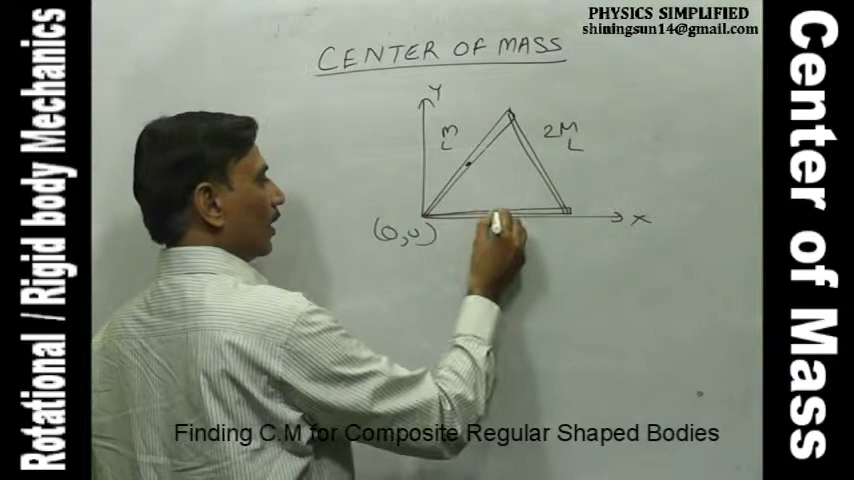 Rotational / Rigid body Mechanics
PHYSICS SIMPLIFIED
shiningsun14@gmail.com
CENTER OF MASS
Y
M
L
2M
L
X
(0,0)
Finding C.M for Composite Regular Shaped Bodies
Center of Mass